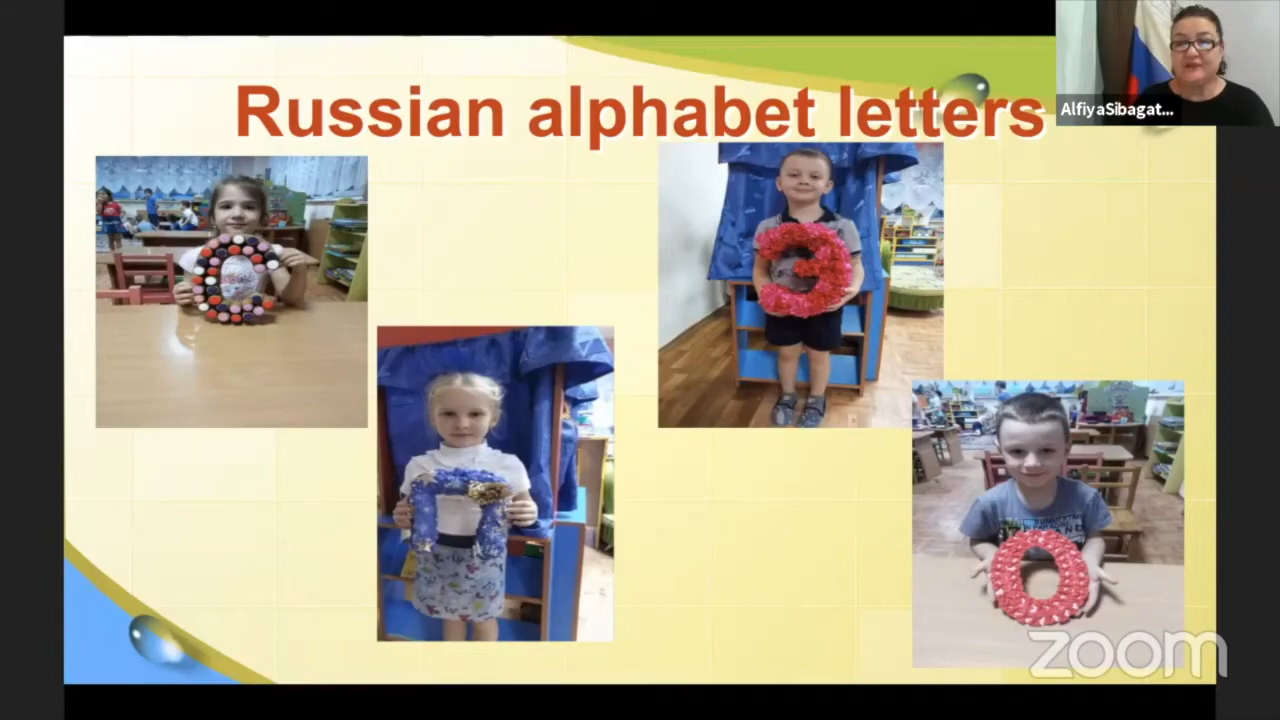 Russian alphabet letters
AlfiyaSibagat...
С
П
Э
О
zoom